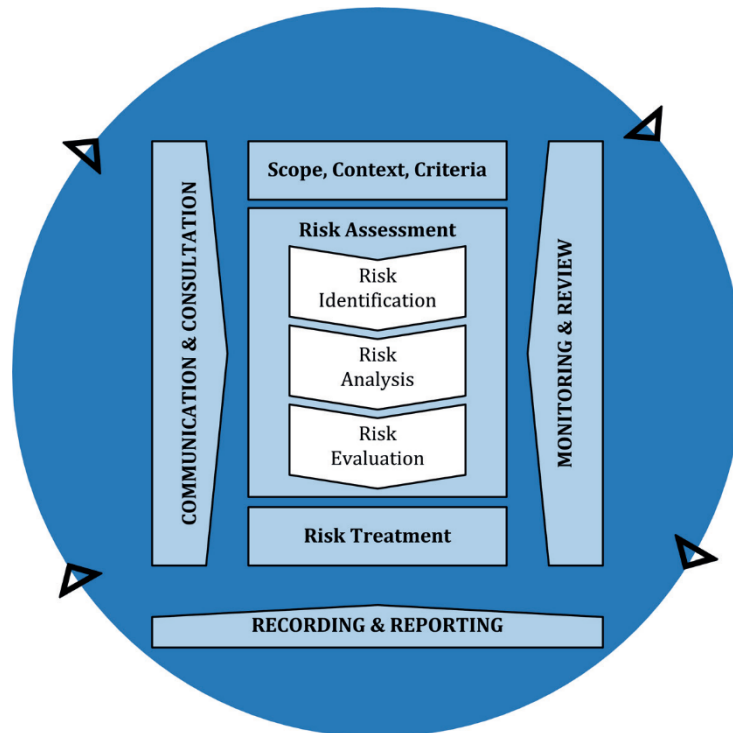 Scope, Context, Criteria
Risk Assessment
Risk
Identification
Risk
Analysis
Risk
Evaluation
Risk Treatment
COMMUNICATION & CONSULTATION
MONITORING & REVIEW
RECORDING & REPORTING